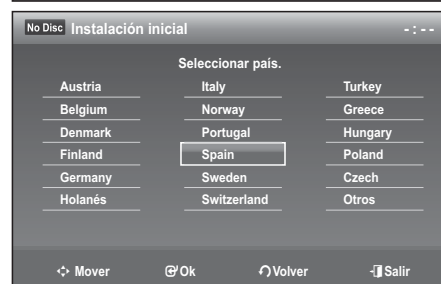 No Disc Instalación inicial -:--
Seleccionar país.
Austria Italy Turkey
Belgium Norway Greece
Denmark Portugal Hungary
Finland Spain Poland
Germany Sweden Czech
Holanés Switzerland Otros
Mover Ok Volver Salir